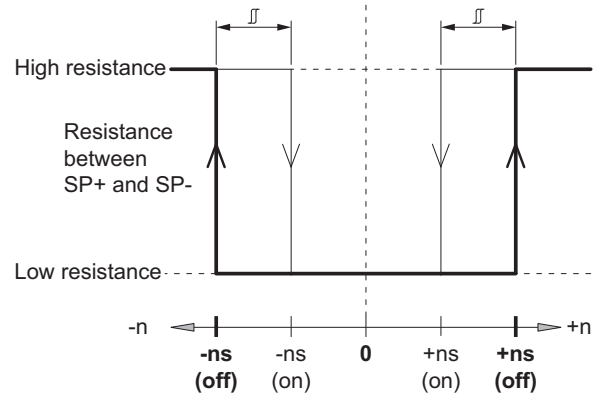 High resistance
Resistance
between
SP+ and SP-
Low resistance
-n
+n
-ns
(off)
-ns
(on)
0
+ns
(on)
+ns
(off)